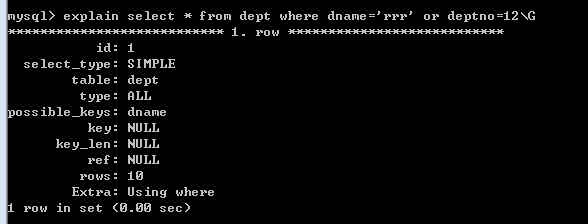 mysql> explain select * from dept where dname='rrr' or deptno=12\G
*************************** 1. row ***************************
id: 1
select_type: SIMPLE
table: dept
type: ALL
possible_keys: dname
key: NULL
key_len: NULL
ref: NULL
rows: 10
Extra: Using where
1 row in set (0.00 sec)